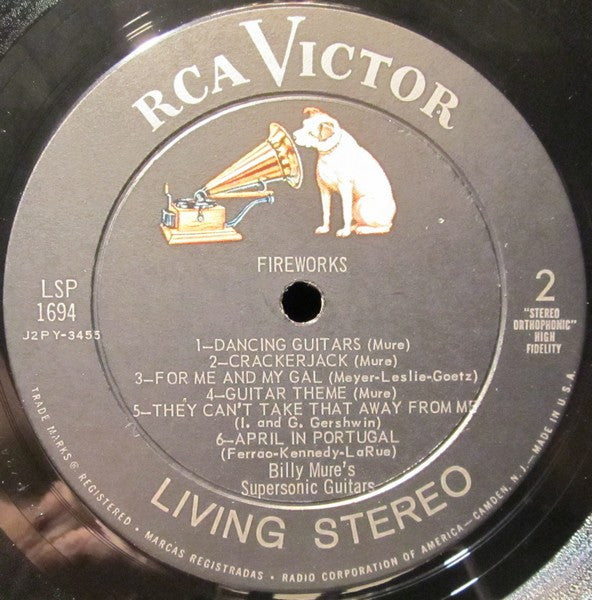 RCA VICTOR
FIREWORKS
LSP
1694
J2PY-3453
2
"STEREO
ORTHOPHONIC"
HIGH
FIDELITY
1—DANCING GUITARS (Mure)
2—CRACKERJACK (Mure)
3—FOR ME AND MY GAL (Meyer-Leslie-Goetz)
4—GUITAR THEME (Mure)
5—THEY CAN'T TAKE THAT AWAY FROM ME
(I. and G. Gershwin)
6—APRIL IN PORTUGAL
(Ferrao-Kennedy-LaRue)
Billy Mure's
Supersonic Guitars
LIVING STEREO
TRADE MARKS ® REGISTERED • MARCAS REGISTRADAS • RADIO CORPORATION OF AMERICA—CAMDEN, N.J.—MADE IN U.S.A.